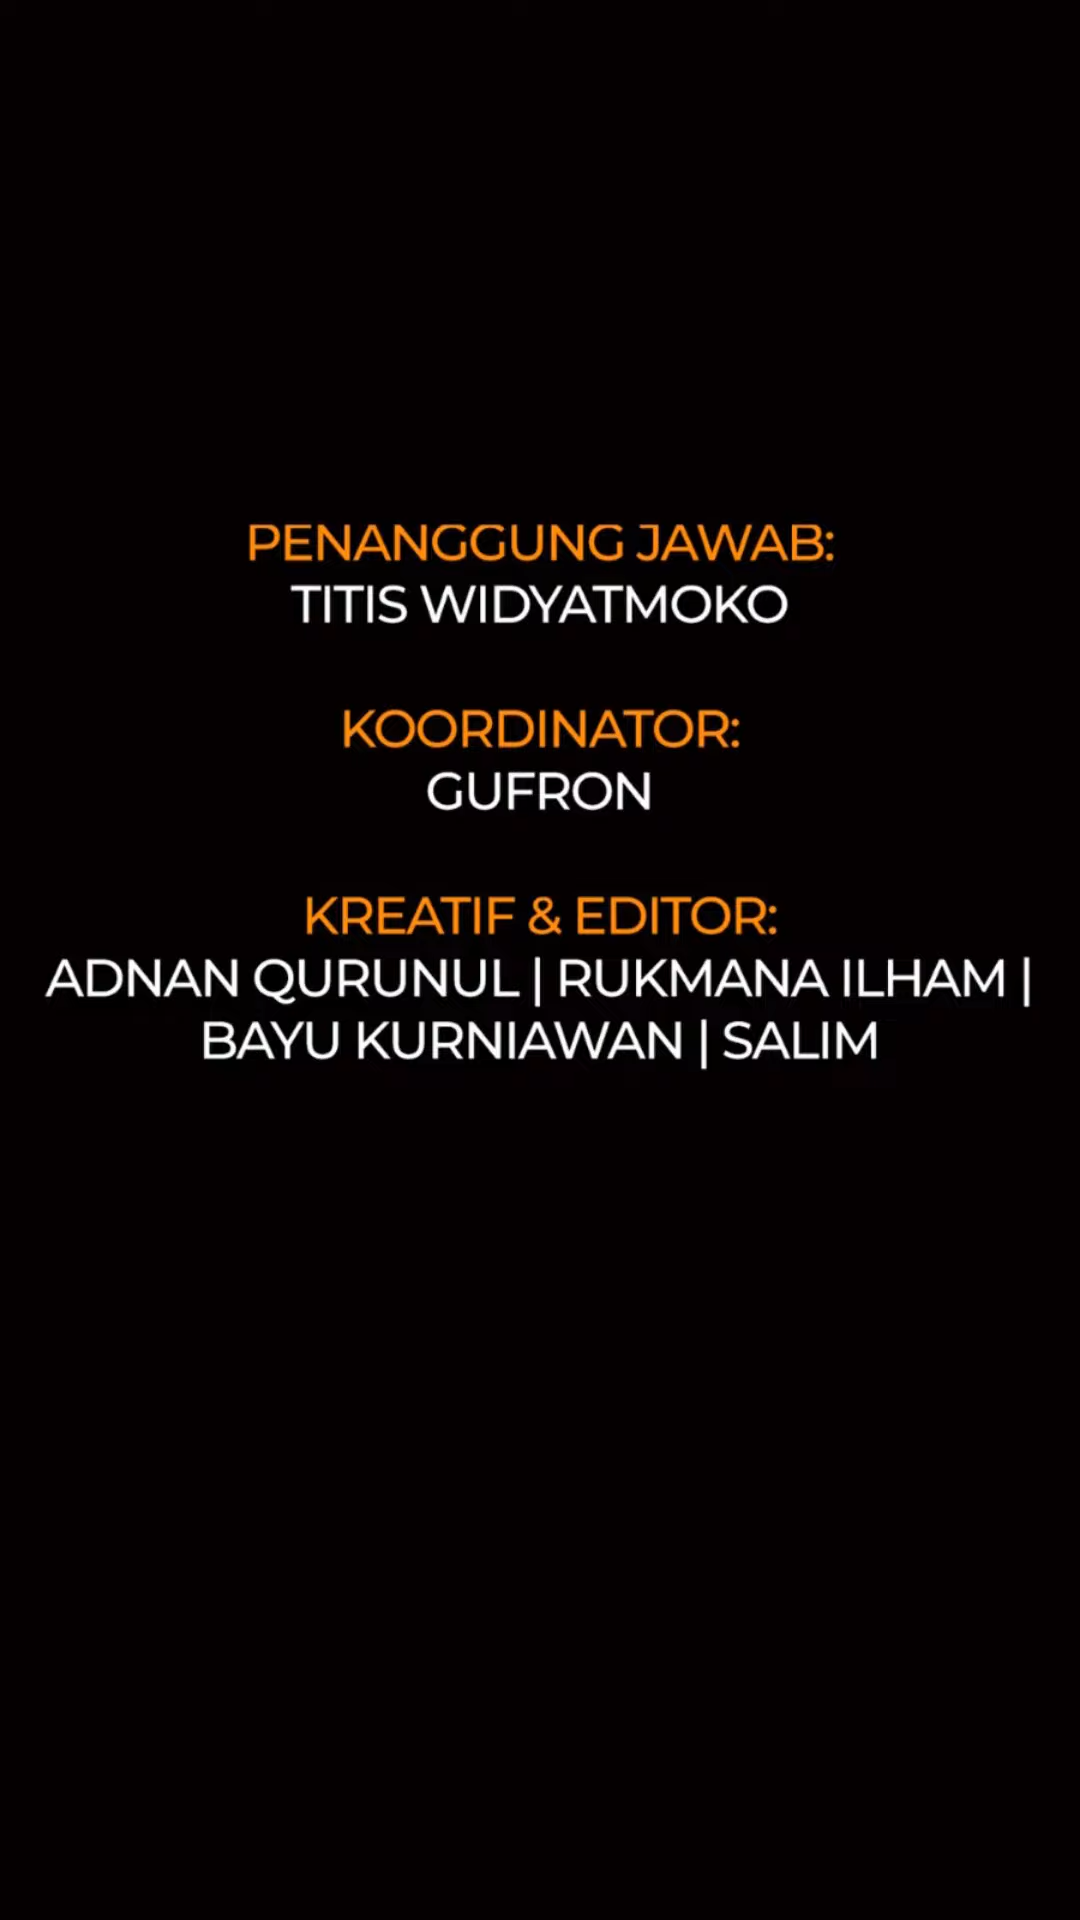 PENANGGUNG JAWAB:
TITIS WIDYATMOKO
KOORDINATOR:
GUFRON
KREATIF & EDITOR:
ADNAN QURUNUL | RUKMANA ILHAM |
BAYU KURNIAWAN | SALIM